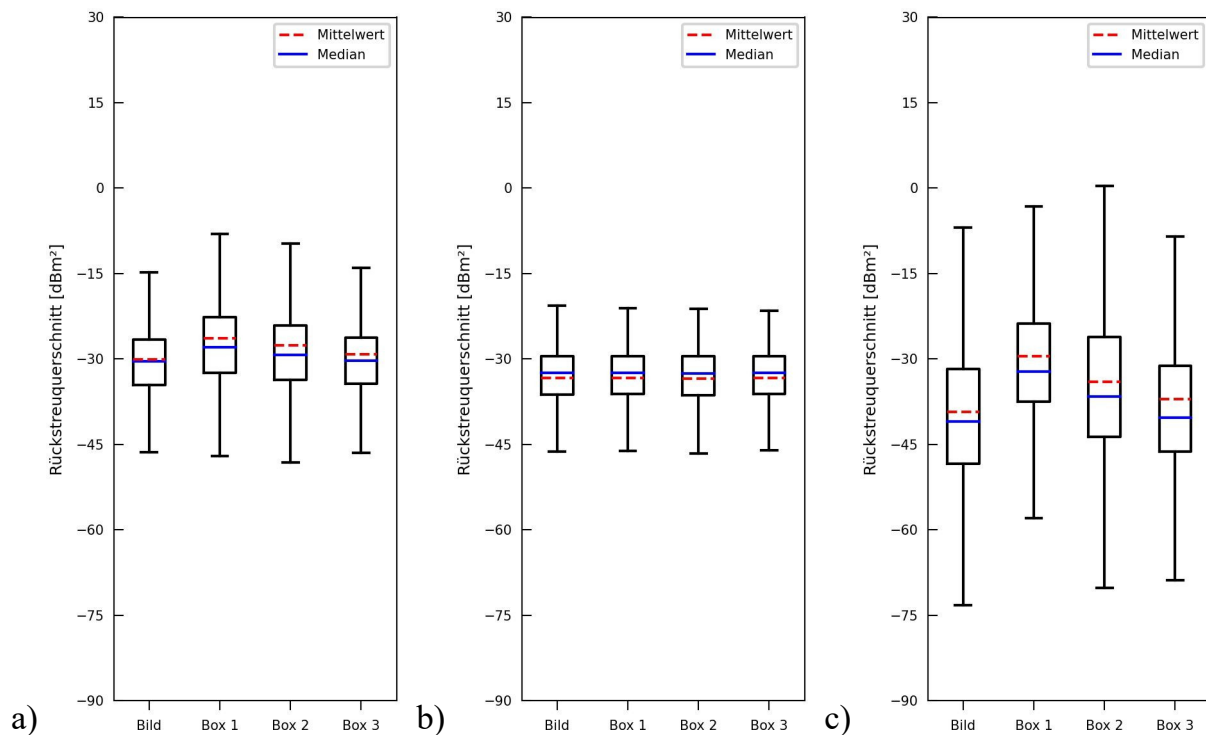 a)
Rückstreuquerschnitt [dBm²]
30
15
0
−15
−30
−45
−60
−75
−90
Mittelwert
Median
Bild Box 1 Box 2 Box 3
b)
Rückstreuquerschnitt [dBm²]
30
15
0
−15
−30
−45
−60
−75
−90
Mittelwert
Median
Bild Box 1 Box 2 Box 3
c)
Rückstreuquerschnitt [dBm²]
30
15
0
−15
−30
−45
−60
−75
−90
Mittelwert
Median
Bild Box 1 Box 2 Box 3